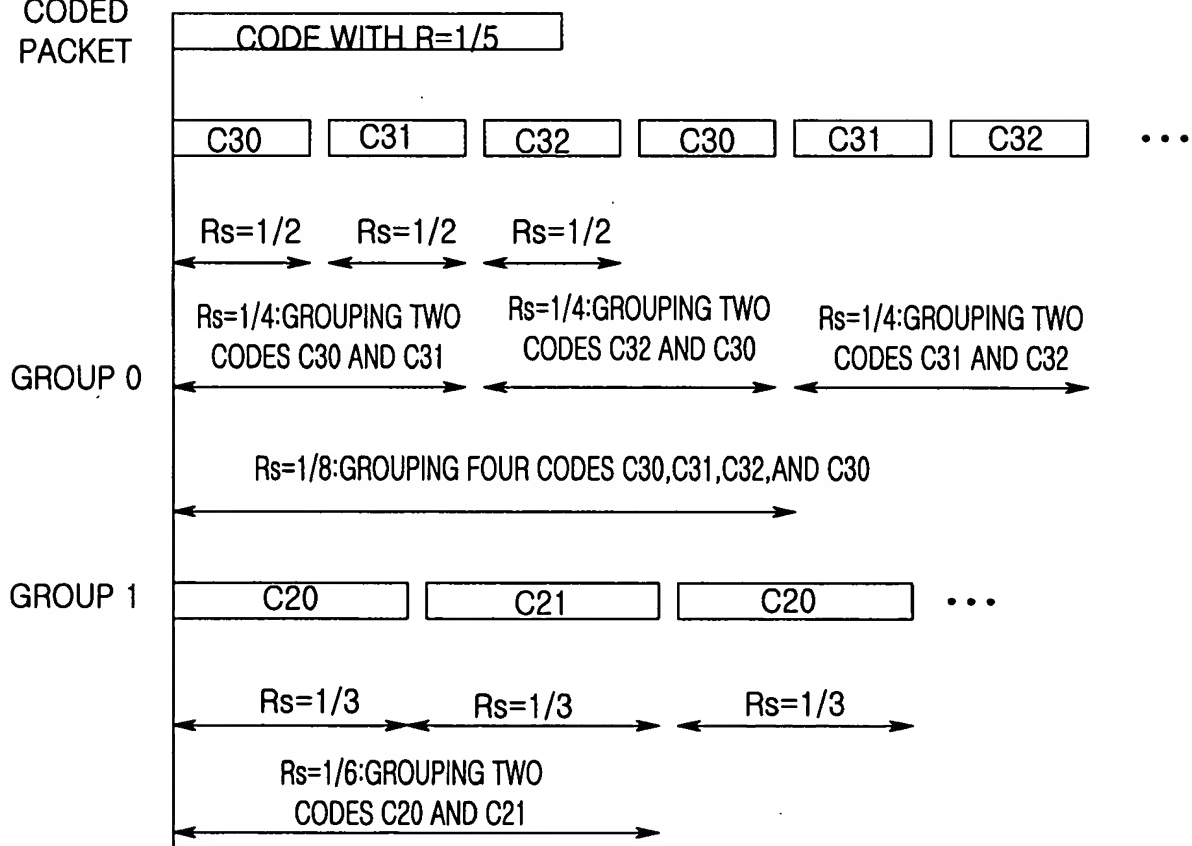 CODED
PACKET
CODE WITH R=1/5
C30 C31 C32 C30 C31 C32 •••
Rs=1/2 Rs=1/2 Rs=1/2
Rs=1/4:GROUPING TWO
CODES C30 AND C31
Rs=1/4:GROUPING TWO
CODES C32 AND C30
Rs=1/4:GROUPING TWO
CODES C31 AND C32
GROUP 0
Rs=1/8:GROUPING FOUR CODES C30,C31,C32,AND C30
GROUP 1
C20 C21 C20 •••
Rs=1/3 Rs=1/3 Rs=1/3
Rs=1/6:GROUPING TWO
CODES C20 AND C21